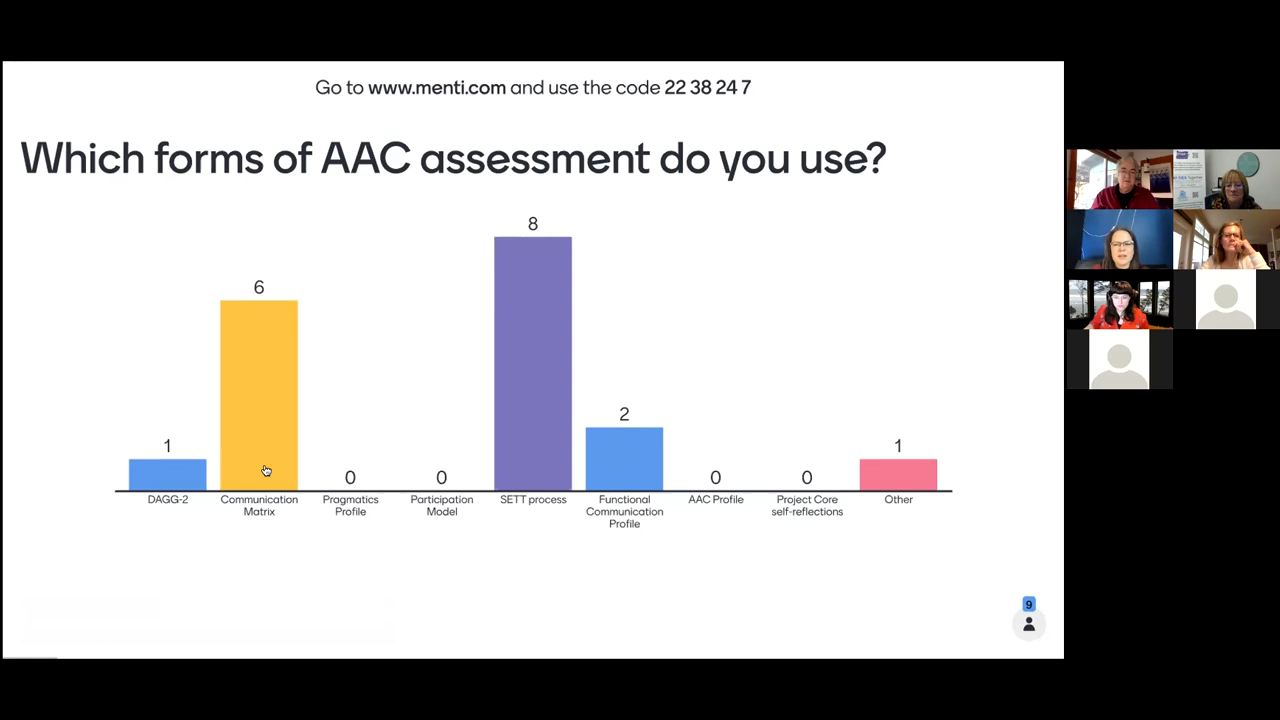 Go to www.menti.com and use the code 22 38 24 7
Which forms of AAC assessment do you use?
1
6
0
0
8
2
0
0
1
DAGG-2
Communication
Matrix
Pragmatics
Profile
Participation
Model
SETT process
Functional
Communication
Profile
AAC Profile
Project Core
self-reflections
Other
9